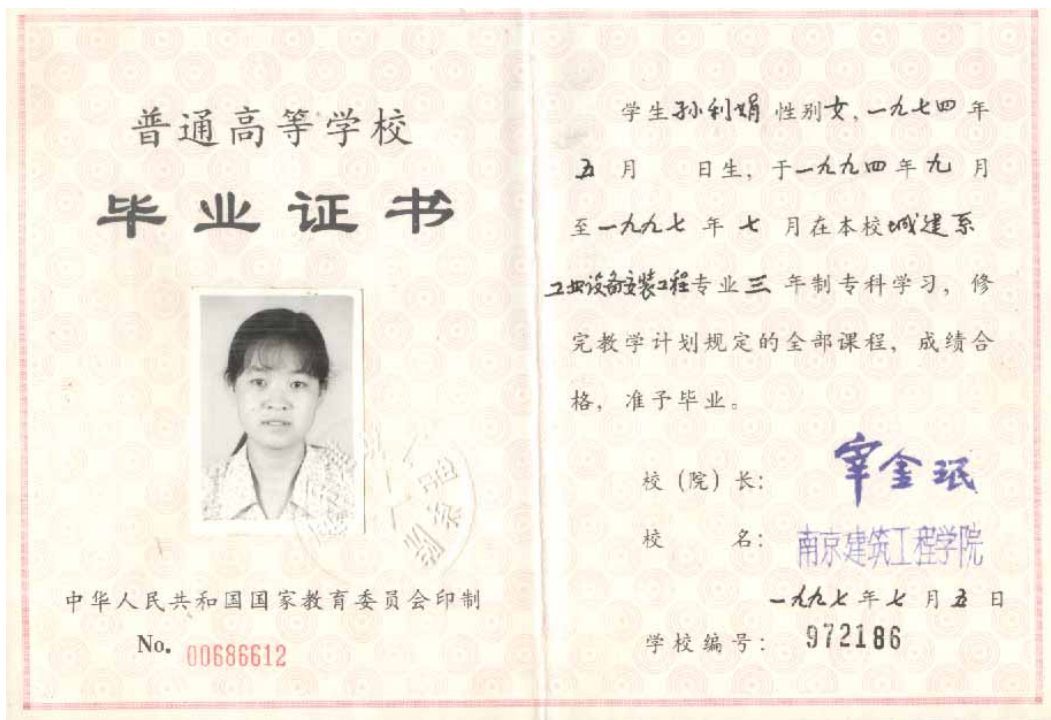 普通高等学校
毕业证书
中华人民共和国国家教育委员会印制
No. 00686612
学生孙利娟 性别女, 一九七四年
五月 日生, 于一九九四年九月
至一九九七年七月在本校城建系
工业设备安装工程专业三年制专科学习, 修
完教学计划规定的全部课程, 成绩合
格, 准予毕业。
校(院)长: 宰金珉
校 名: 南京建筑工程学院
一九九七年七月五日
学校编号: 972186